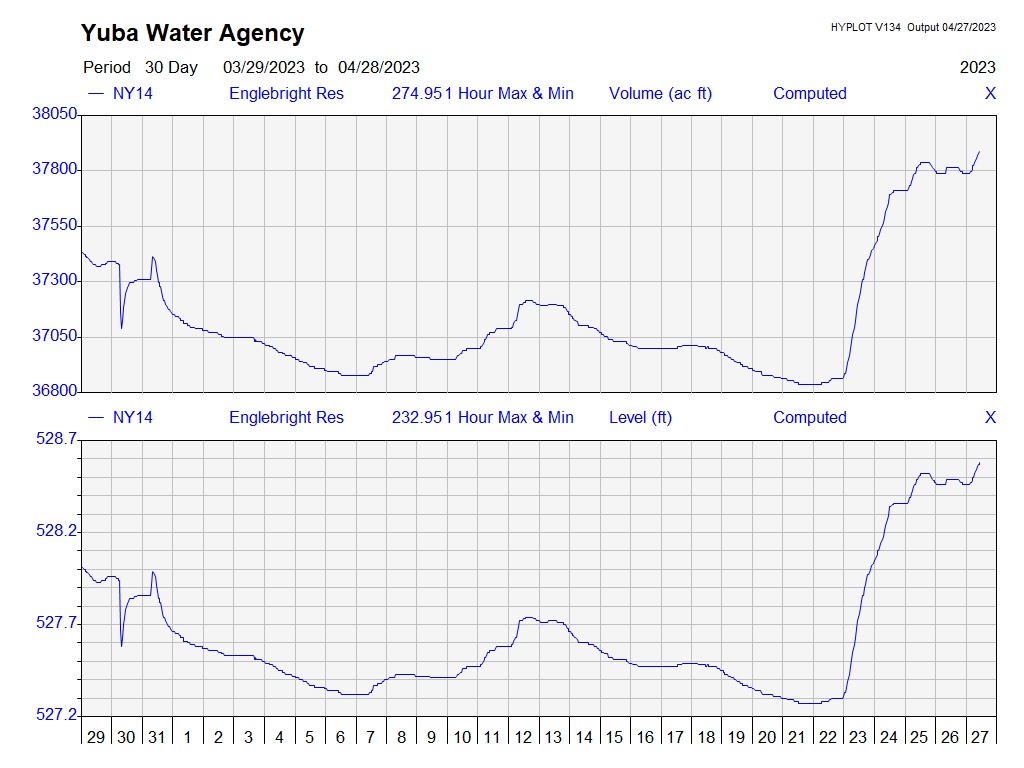 Yuba Water Agency
HYPLOT V134 Output 04/27/2023
Period 30 Day 03/29/2023 to 04/28/2023 2023
NY14 Englebright Res 274.951 Hour Max & Min Volume (ac ft) Computed X
38050
37800
37550
37300
37050
36800
NY14 Englebright Res 232.951 Hour Max & Min Level (ft) Computed X
528.7
528.2
527.7
527.2
29 30 31 1 2 3 4 5 6 7 8 9 10 11 12 13 14 15 16 17 18 19 20 21 22 23 24 25 26 27